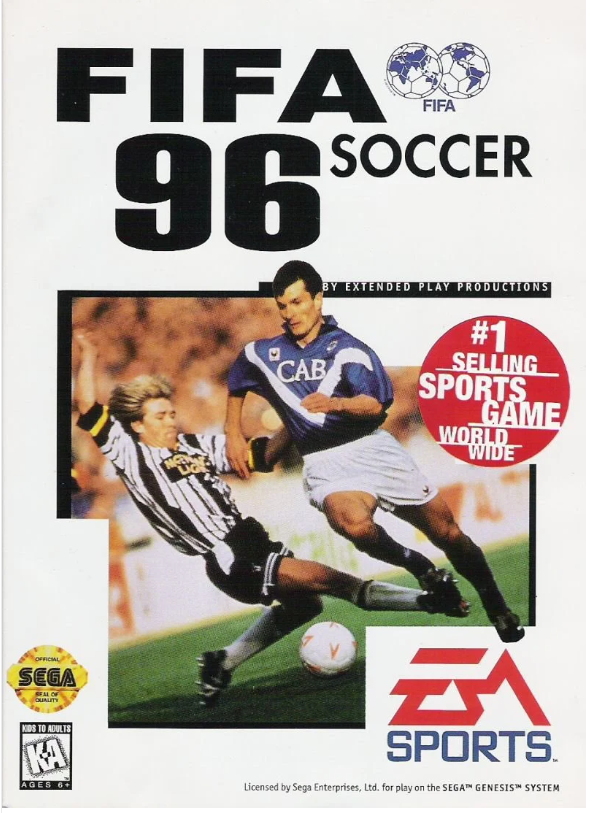 FIFA
FIFA
96 SOCCER
BY EXTENDED PLAY PRODUCTIONS
#1
SELLING
SPORTS
GAME
WORLD
WIDE
CAB
NEWCASTLE
OFFICIAL
SEGA
SEAL OF
QUALITY
KIDS TO ADULTS
K-A
AGES 6+
EA
SPORTS™
Licensed by Sega Enterprises, Ltd. for play on the SEGA™ GENESIS™ SYSTEM